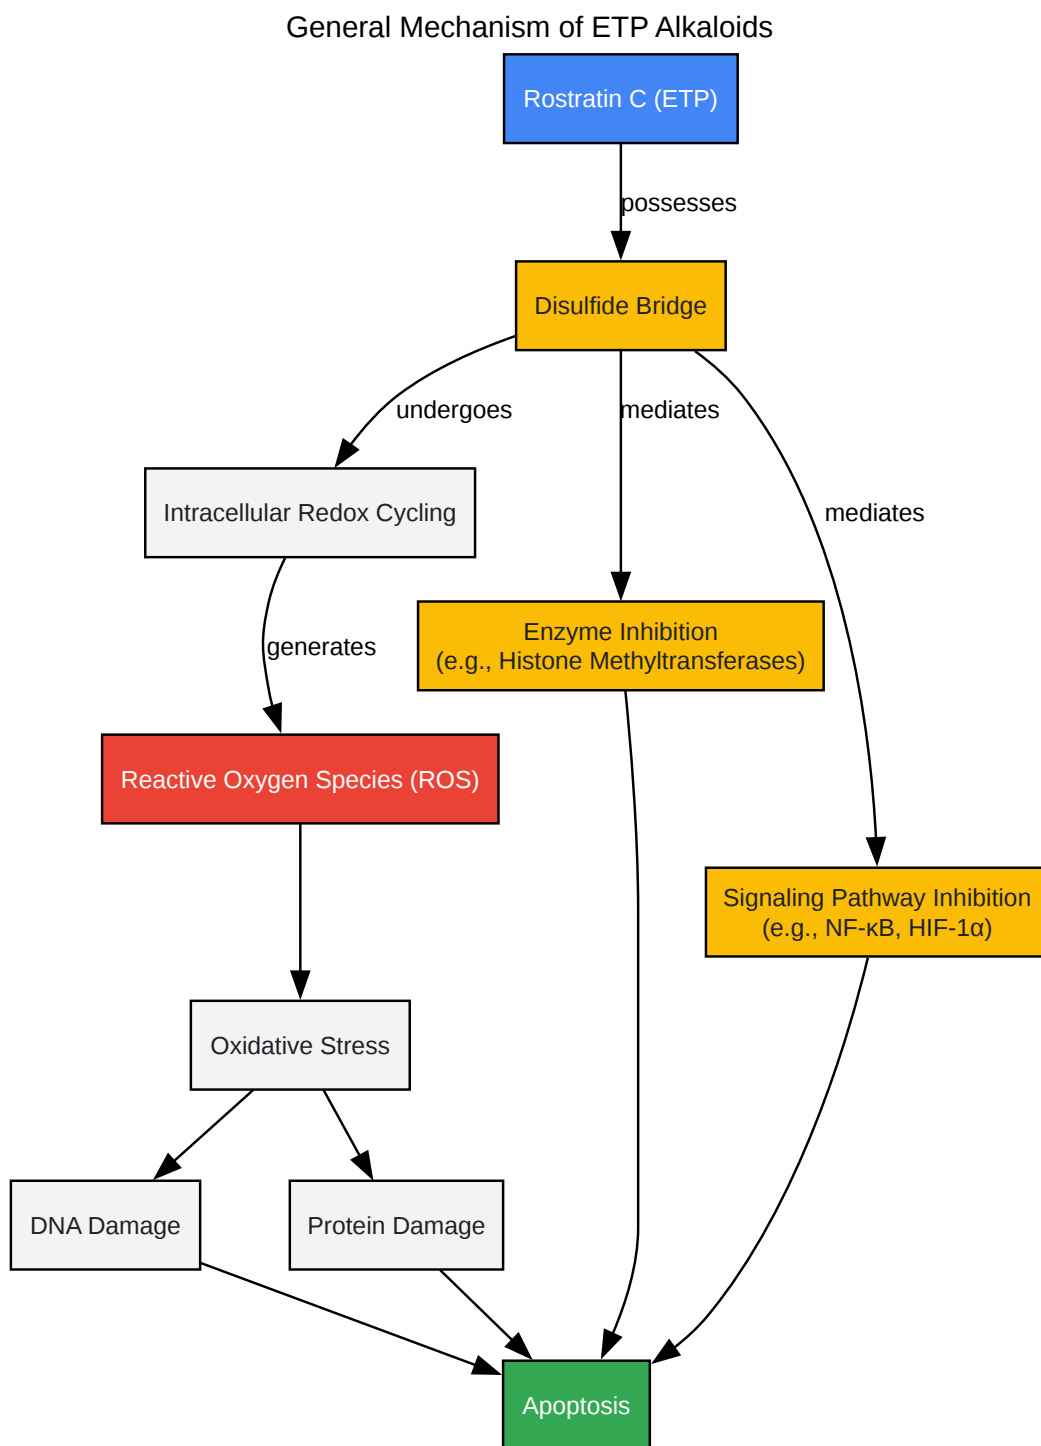 General Mechanism of ETP Alkaloids
Rostratin C (ETP)
possesses
Disulfide Bridge
undergoes
mediates
Intracellular Redox Cycling
mediates
Enzyme Inhibition
(e.g., Histone Methyltransferases)
generates
Reactive Oxygen Species (ROS)
Signaling Pathway Inhibition
(e.g., NF-κB, HIF-1α)
Oxidative Stress
DNA Damage
Protein Damage
Apoptosis